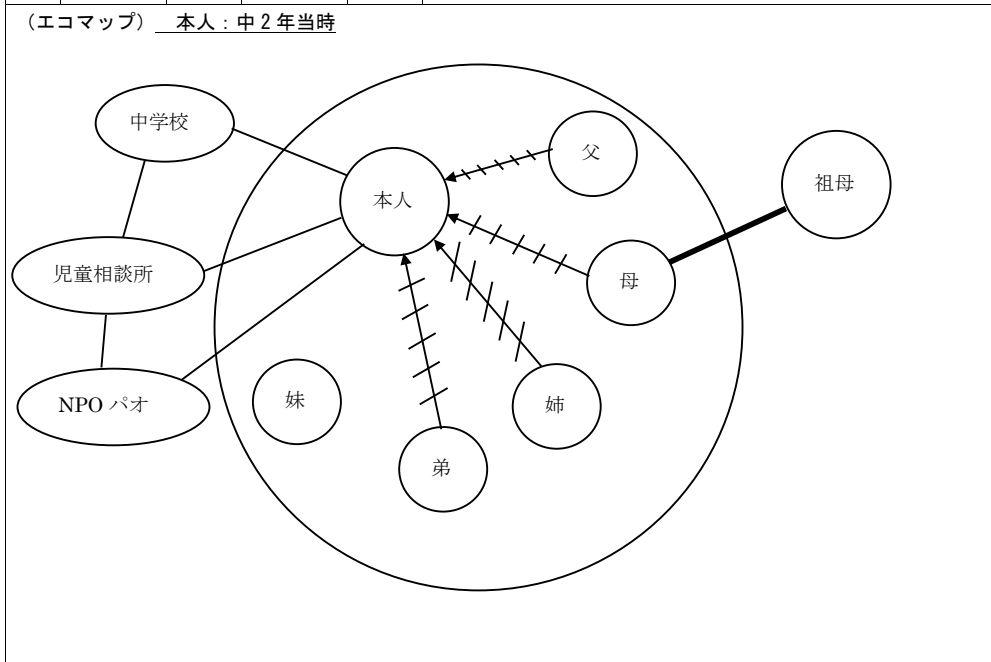 （エコマップ） 本人：中２年当時
中学校
父
祖母
本人
児童相談所
母
NPO パオ
妹
姉
弟